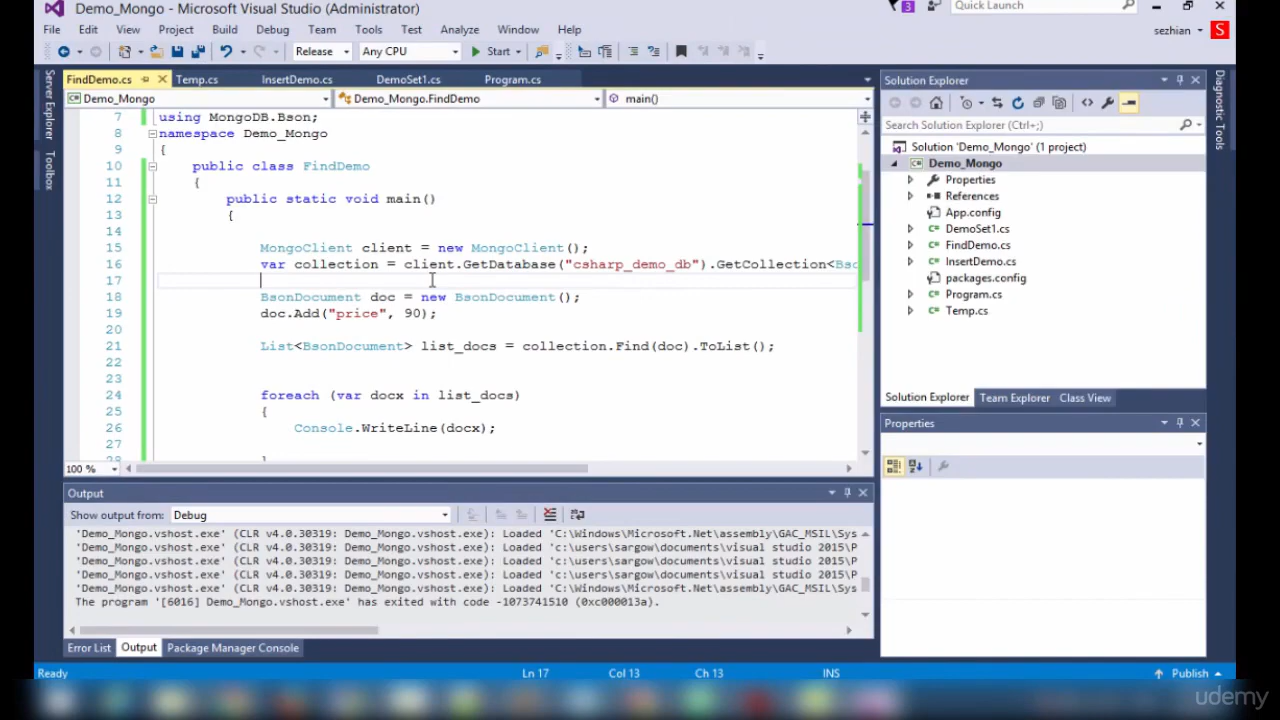 Demo_Mongo - Microsoft Visual Studio (Administrator)
3
Quick Launch (Ctrl+Q)
File Edit View Project Build Debug Team Tools Test Analyze Window Help
sezhian
S
Release Any CPU Start
Server Explorer
Toolbox
FindDemo.cs Temp.cs InsertDemo.cs DemoSet1.cs Program.cs
Demo_Mongo Demo_Mongo.FindDemo main()
7 using MongoDB.Bson;
8 namespace Demo_Mongo
9 {
10 public class FindDemo
11 {
12 public static void main()
13 {
14
15 MongoClient client = new MongoClient();
16 var collection = client.GetDatabase("csharp_demo_db").GetCollection<Bso
17
18 BsonDocument doc = new BsonDocument();
19 doc.Add("price", 90);
20
21 List<BsonDocument> list_docs = collection.Find(doc).ToList();
22
23
24 foreach (var docx in list_docs)
25 {
26 Console.WriteLine(docx);
27
28 }
100 %
Output
Show output from: Debug
'Demo_Mongo.vshost.exe' (CLR v4.0.30319: Demo_Mongo.vshost.exe): Loaded 'C:\Windows\Microsoft.Net\assembly\GAC_MSIL\Sys
'Demo_Mongo.vshost.exe' (CLR v4.0.30319: Demo_Mongo.vshost.exe): Loaded 'c:\users\sargow\documents\visual studio 2015\P
'Demo_Mongo.vshost.exe' (CLR v4.0.30319: Demo_Mongo.vshost.exe): Loaded 'c:\users\sargow\documents\visual studio 2015\P
'Demo_Mongo.vshost.exe' (CLR v4.0.30319: Demo_Mongo.vshost.exe): Loaded 'c:\users\sargow\documents\visual studio 2015\P
'Demo_Mongo.vshost.exe' (CLR v4.0.30319: Demo_Mongo.vshost.exe): Loaded 'C:\Windows\Microsoft.Net\assembly\GAC_MSIL\Sys
The program '[6016] Demo_Mongo.vshost.exe' has exited with code -1073741510 (0xc000013a).
Error List Output Package Manager Console
Solution Explorer
Search Solution Explorer (Ctrl+;)
Solution 'Demo_Mongo' (1 project)
Demo_Mongo
Properties
References
App.config
DemoSet1.cs
FindDemo.cs
InsertDemo.cs
packages.config
Program.cs
Temp.cs
Solution Explorer Team Explorer Class View
Properties
Diagnostic Tools
Ready Ln 17 Col 13 Ch 13 INS Publish
udemy